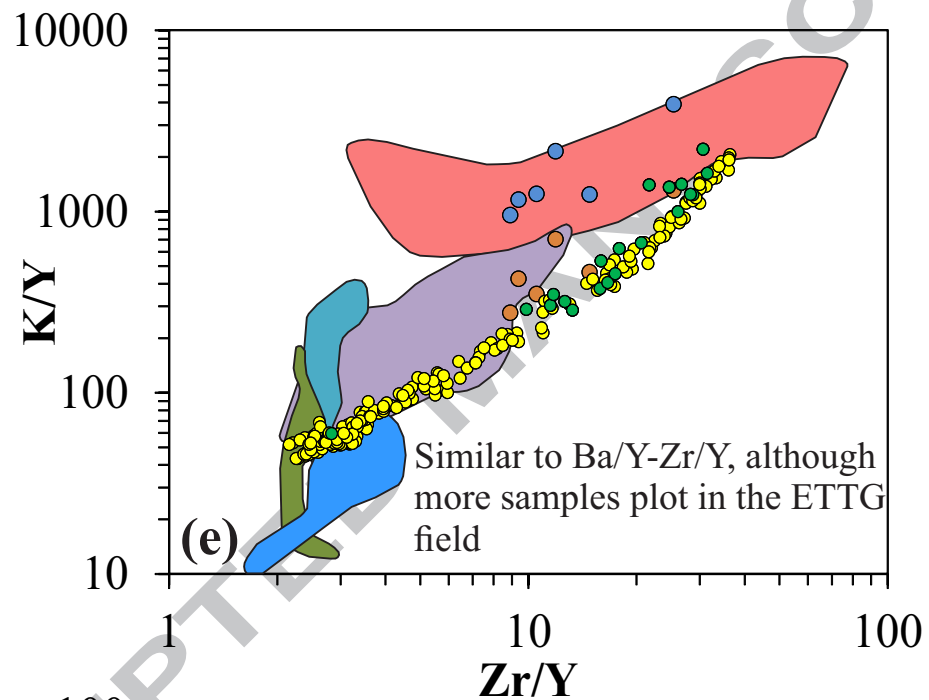 10000
1000
K/Y
100
Similar to Ba/Y-Zr/Y, although
more samples plot in the ETTG
field
(e)
10
1 10 100
Zr/Y